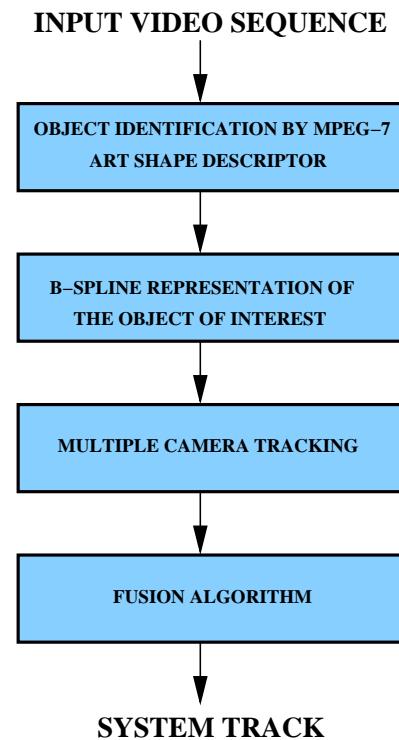 INPUT VIDEO SEQUENCE
OBJECT IDENTIFICATION BY MPEG−7
ART SHAPE DESCRIPTOR
B−SPLINE REPRESENTATION OF
THE OBJECT OF INTEREST
MULTIPLE CAMERA TRACKING
FUSION ALGORITHM
SYSTEM TRACK